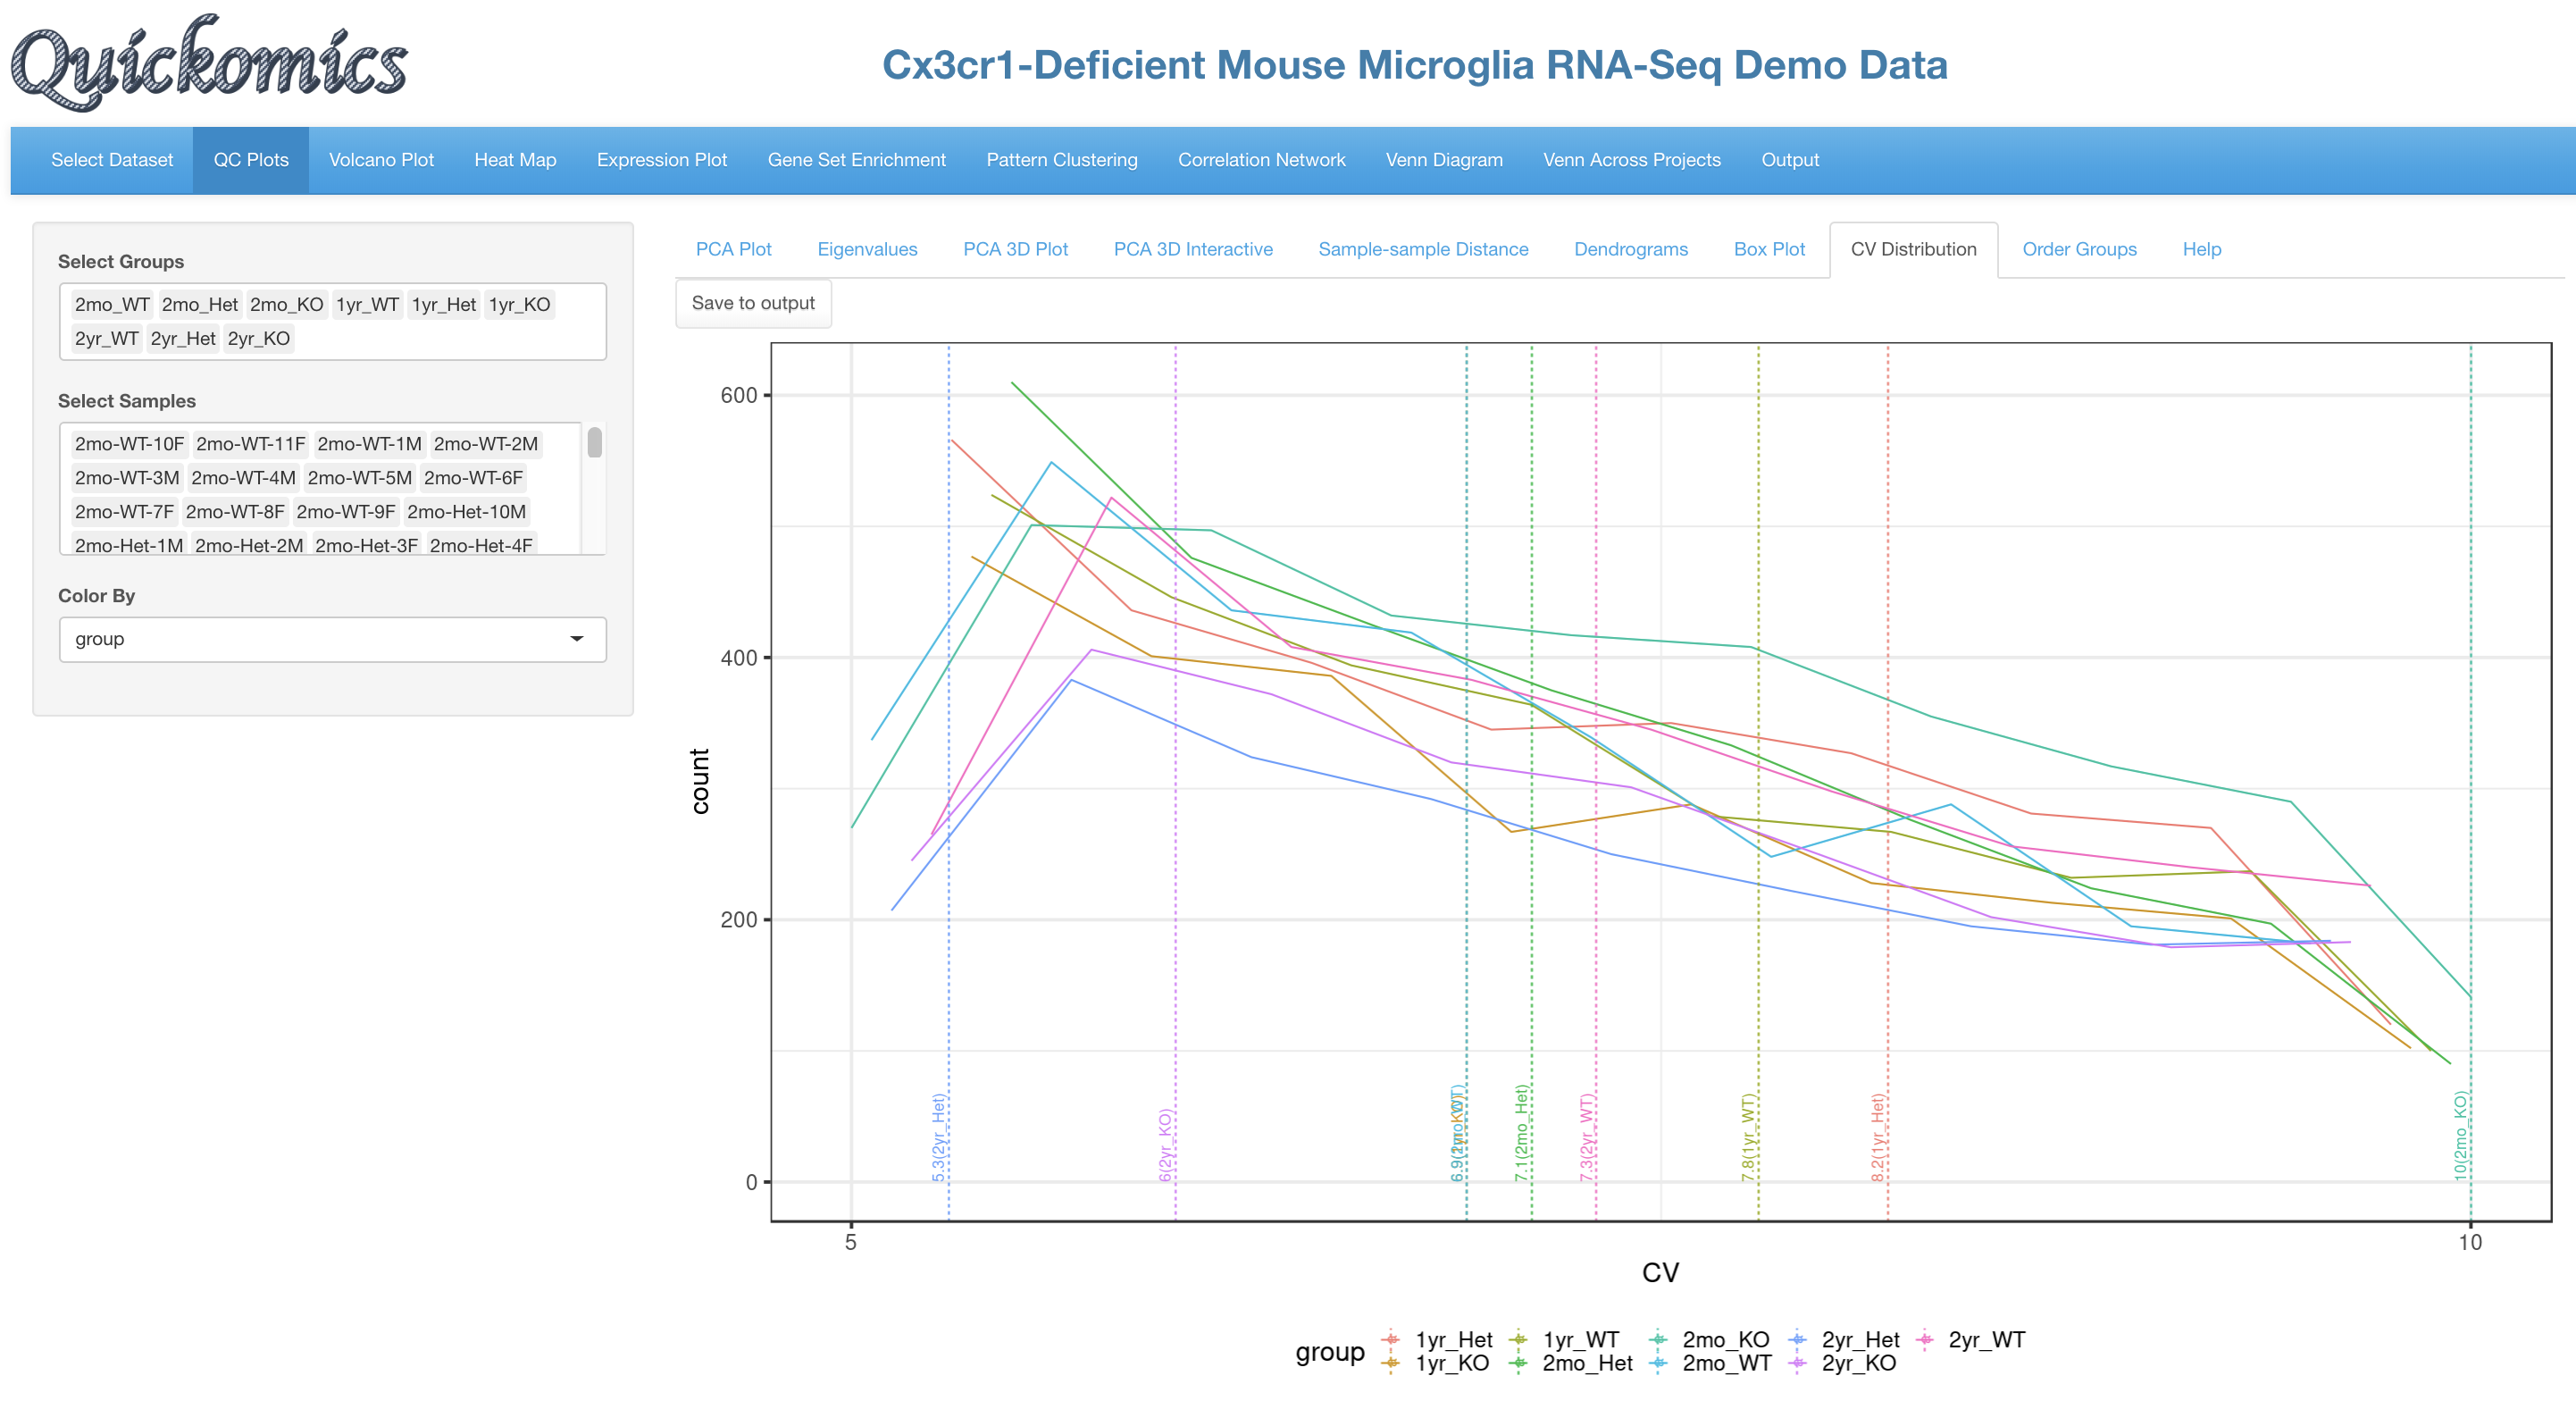 Quickomics
Cx3cr1-Deficient Mouse Microglia RNA-Seq Demo Data
Select Dataset QC Plots Volcano Plot Heat Map Expression Plot Gene Set Enrichment Pattern Clustering Correlation Network Venn Diagram Venn Across Projects Output
Select Groups
2mo_WT 2mo_Het 2mo_KO 1yr_WT 1yr_Het 1yr_KO
2yr_WT 2yr_Het 2yr_KO
Select Samples
2mo-WT-10F 2mo-WT-11F 2mo-WT-1M 2mo-WT-2M
2mo-WT-3M 2mo-WT-4M 2mo-WT-5M 2mo-WT-6F
2mo-WT-7F 2mo-WT-8F 2mo-WT-9F 2mo-Het-10M
2mo-Het-1M 2mo-Het-2M 2mo-Het-3F 2mo-Het-4F
Color By
group
PCA Plot Eigenvalues PCA 3D Plot PCA 3D Interactive Sample-sample Distance Dendrograms Box Plot CV Distribution Order Groups Help
Save to output
600
400
200
0
count
5.3(2yr_Het)
6(2yr_KO)
7.1(2mo_Het)
7.3(2yr_WT)
7.8(1yr_WT)
8.2(1yr_Het)
10(2mo_KO)
5 10
CV
group
1yr_Het 1yr_WT 2mo_KO 2yr_Het 2yr_WT
1yr_KO 2mo_Het 2mo_WT 2yr_KO